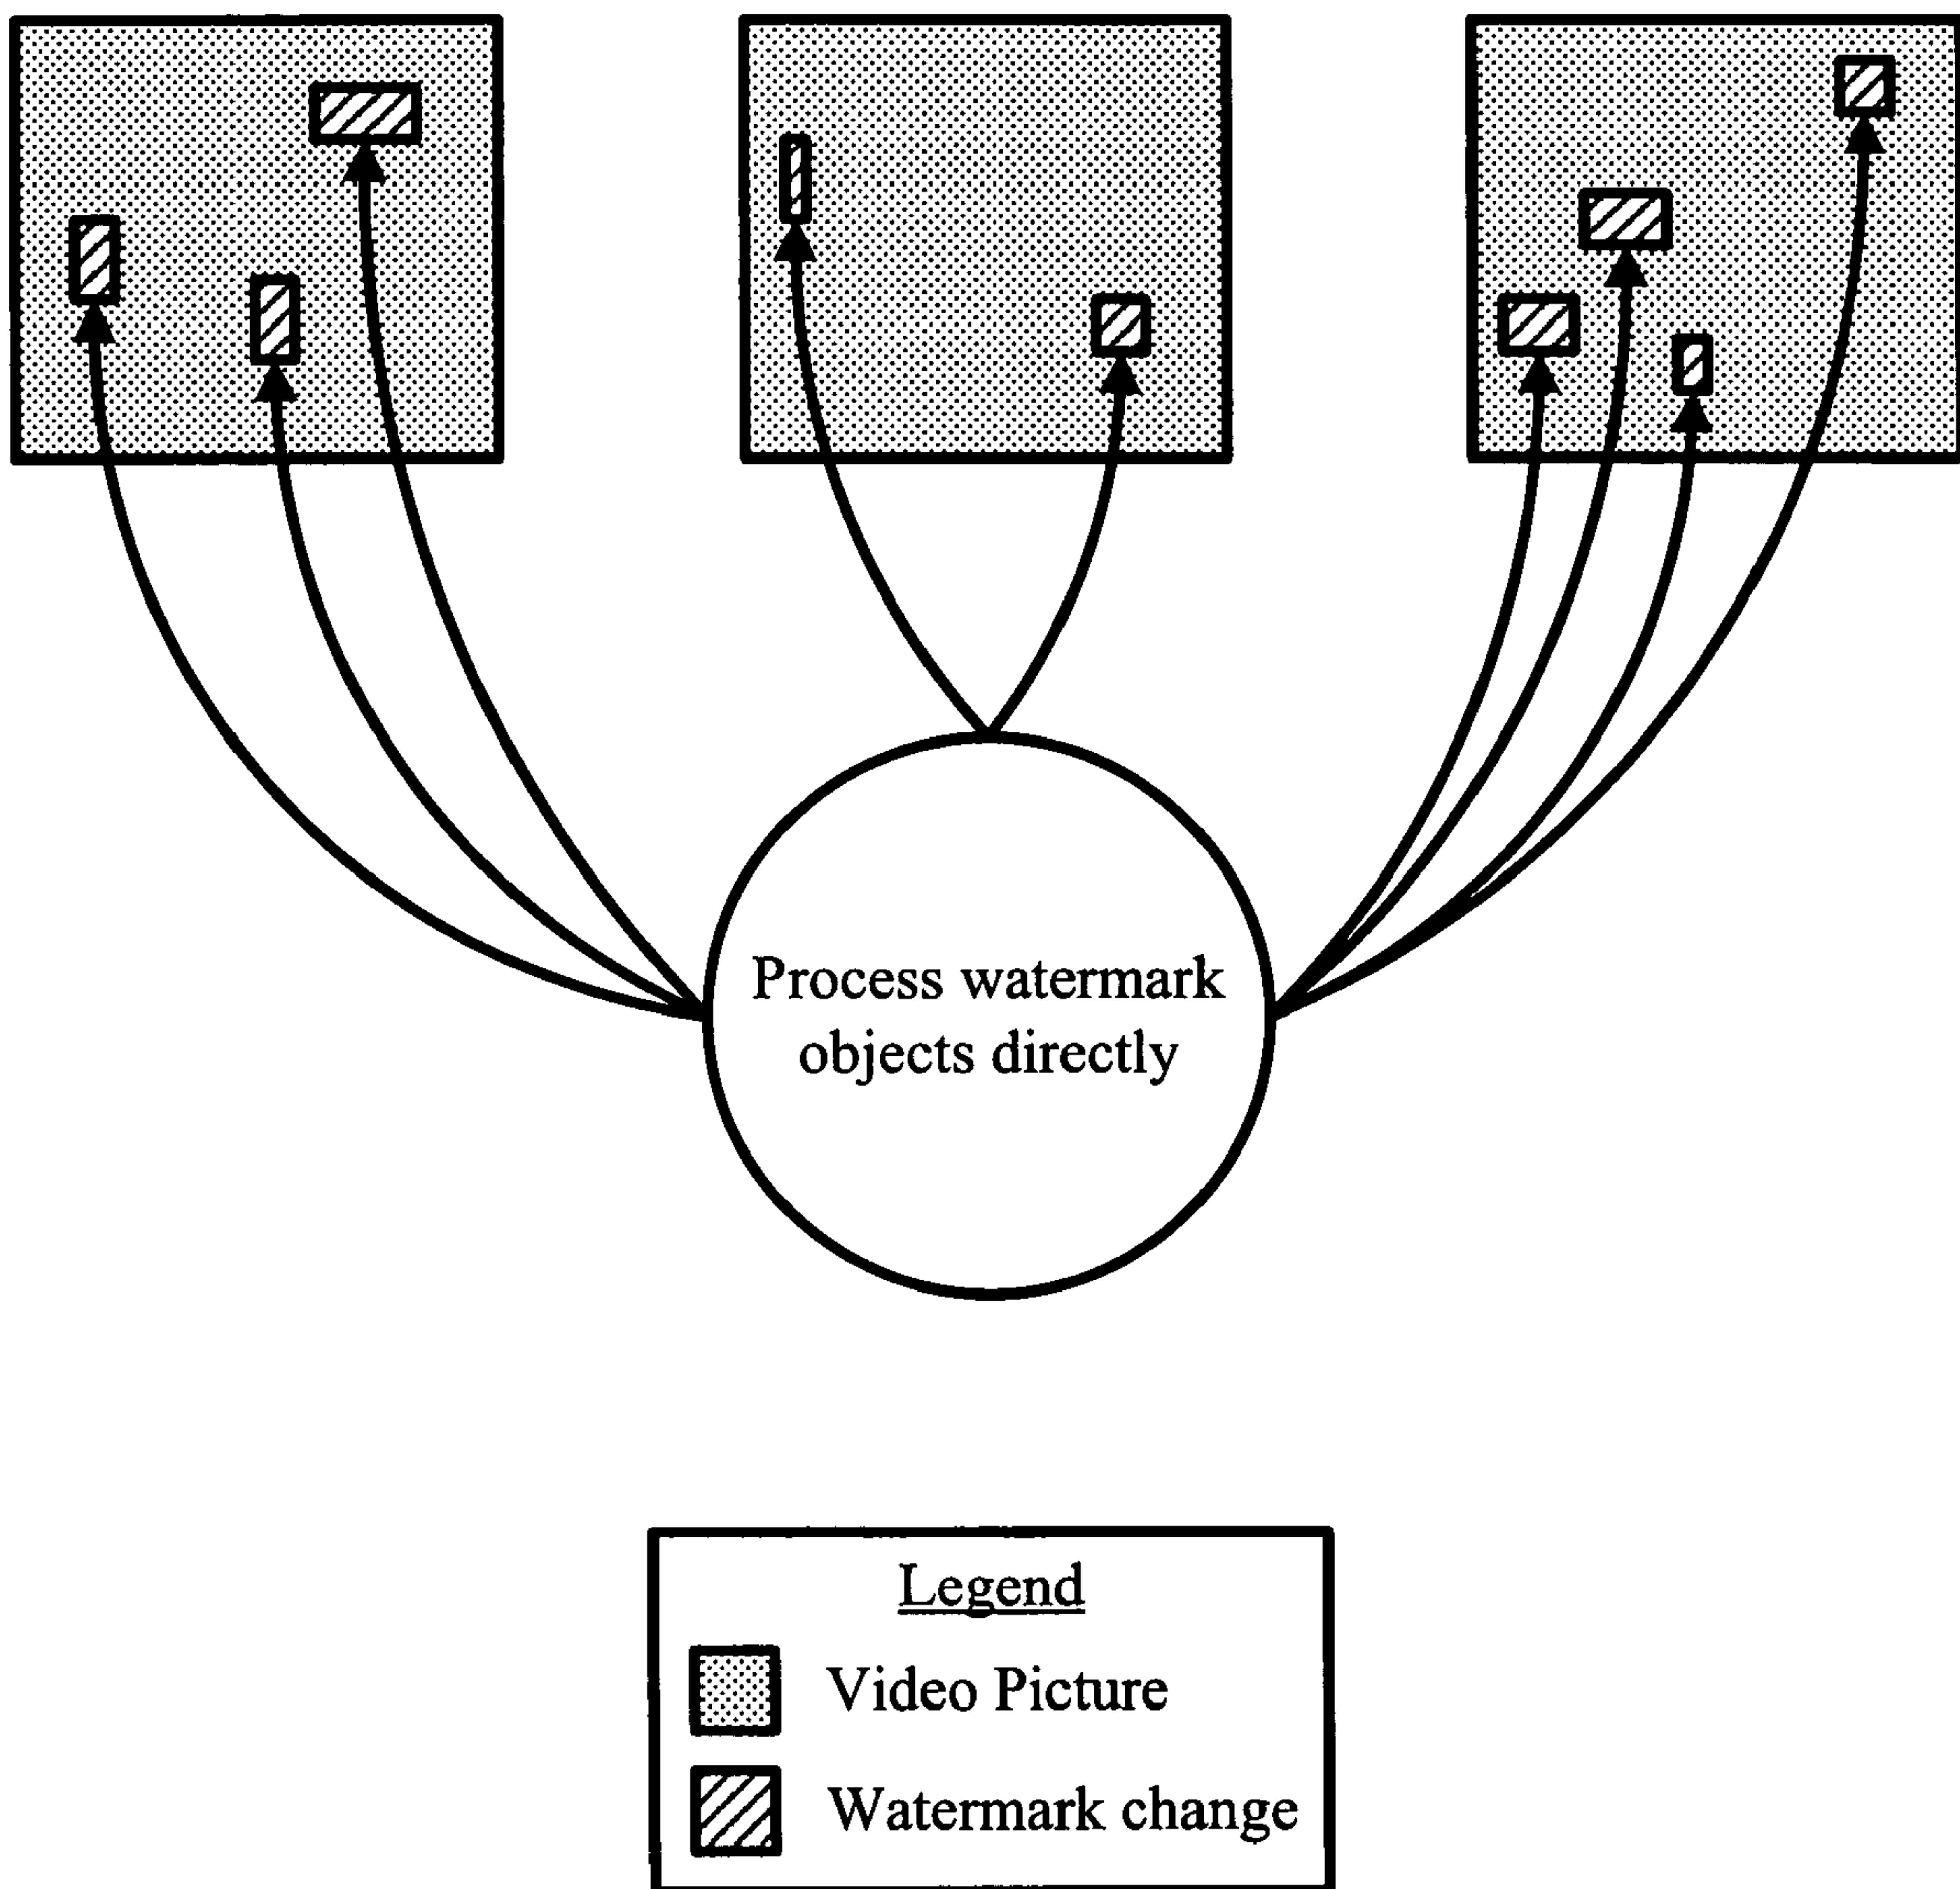 Process watermark
objects directly
Legend
Video Picture
Watermark change